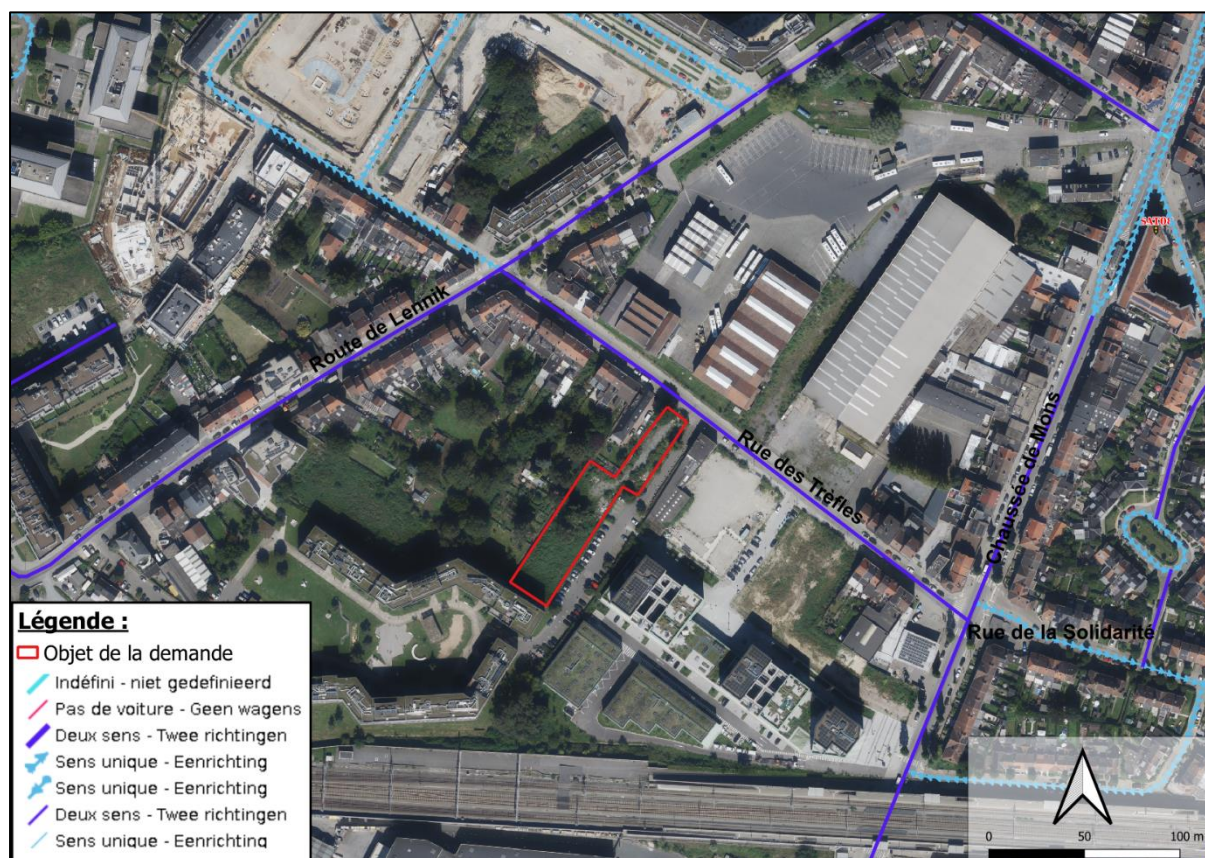 SATDI
Route de Lennik
Rue des Trèfles
Chaussée de Mons
Rue de la Solidarité
Légende :
Objet de la demande
Indéfini - niet gedefinieerd
Pas de voiture - Geen wagens
Deux sens - Twee richtingen
Sens unique - Eenrichting
Sens unique - Eenrichting
Deux sens - Twee richtingen
Sens unique - Eenrichting
0 50 100 m